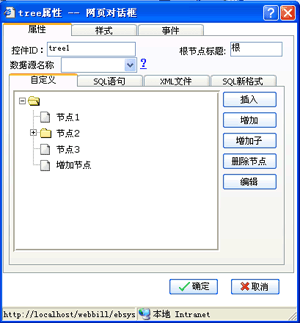 tree属性 -- 网页对话框
属性 样式 事件
控件ID： tree1 根节点标题: 根
数据源名称 ?
自定义 SQL语句 XML文件 SQL新格式
节点1
节点2
节点3
增加节点
插入
增加
增加子
删除节点
编辑
确定 取消
http://localhost/webbill/ebsys 本地 Intranet